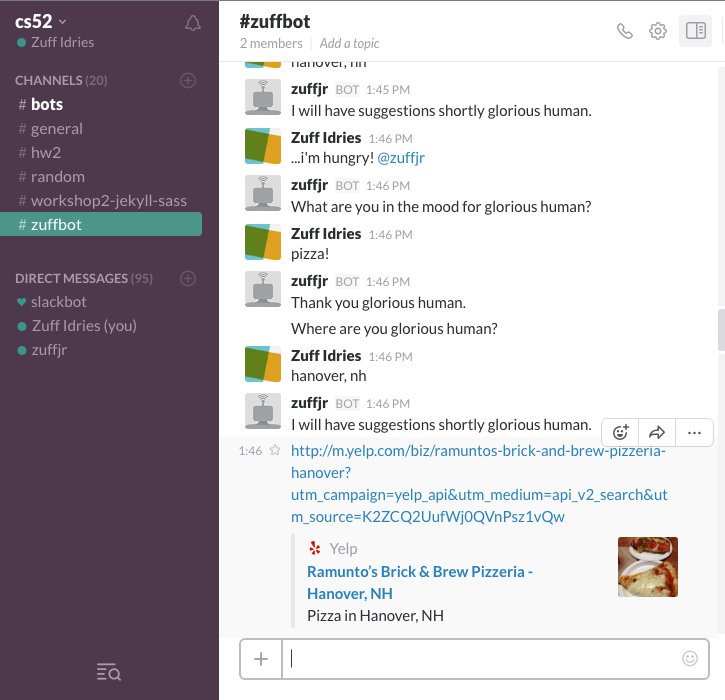 cs52
Zuff Idries
CHANNELS (20)
# bots
# general
# hw2
# random
# workshop2-jekyll-sass
# zuffbot
DIRECT MESSAGES (95)
slackbot
Zuff Idries (you)
zuffjr
#zuffbot
2 members | Add a topic
hanover, nh
zuffjr BOT 1:45 PM
I will have suggestions shortly glorious human.
Zuff Idries 1:46 PM
...i'm hungry! @zuffjr
zuffjr BOT 1:46 PM
What are you in the mood for glorious human?
Zuff Idries 1:46 PM
pizza!
zuffjr BOT 1:46 PM
Thank you glorious human.
Where are you glorious human?
Zuff Idries 1:46 PM
hanover, nh
zuffjr BOT 1:46 PM
I will have suggestions shortly glorious human.
1:46 http://m.yelp.com/biz/ramuntos-brick-and-brew-pizzeria-
hanover?
utm_campaign=yelp_api&utm_medium=api_v2_search&ut
m_source=K2ZCQ2UufWj0QVnPsz1vQw
Yelp
Ramunto's Brick & Brew Pizzeria -
Hanover, NH
Pizza in Hanover, NH